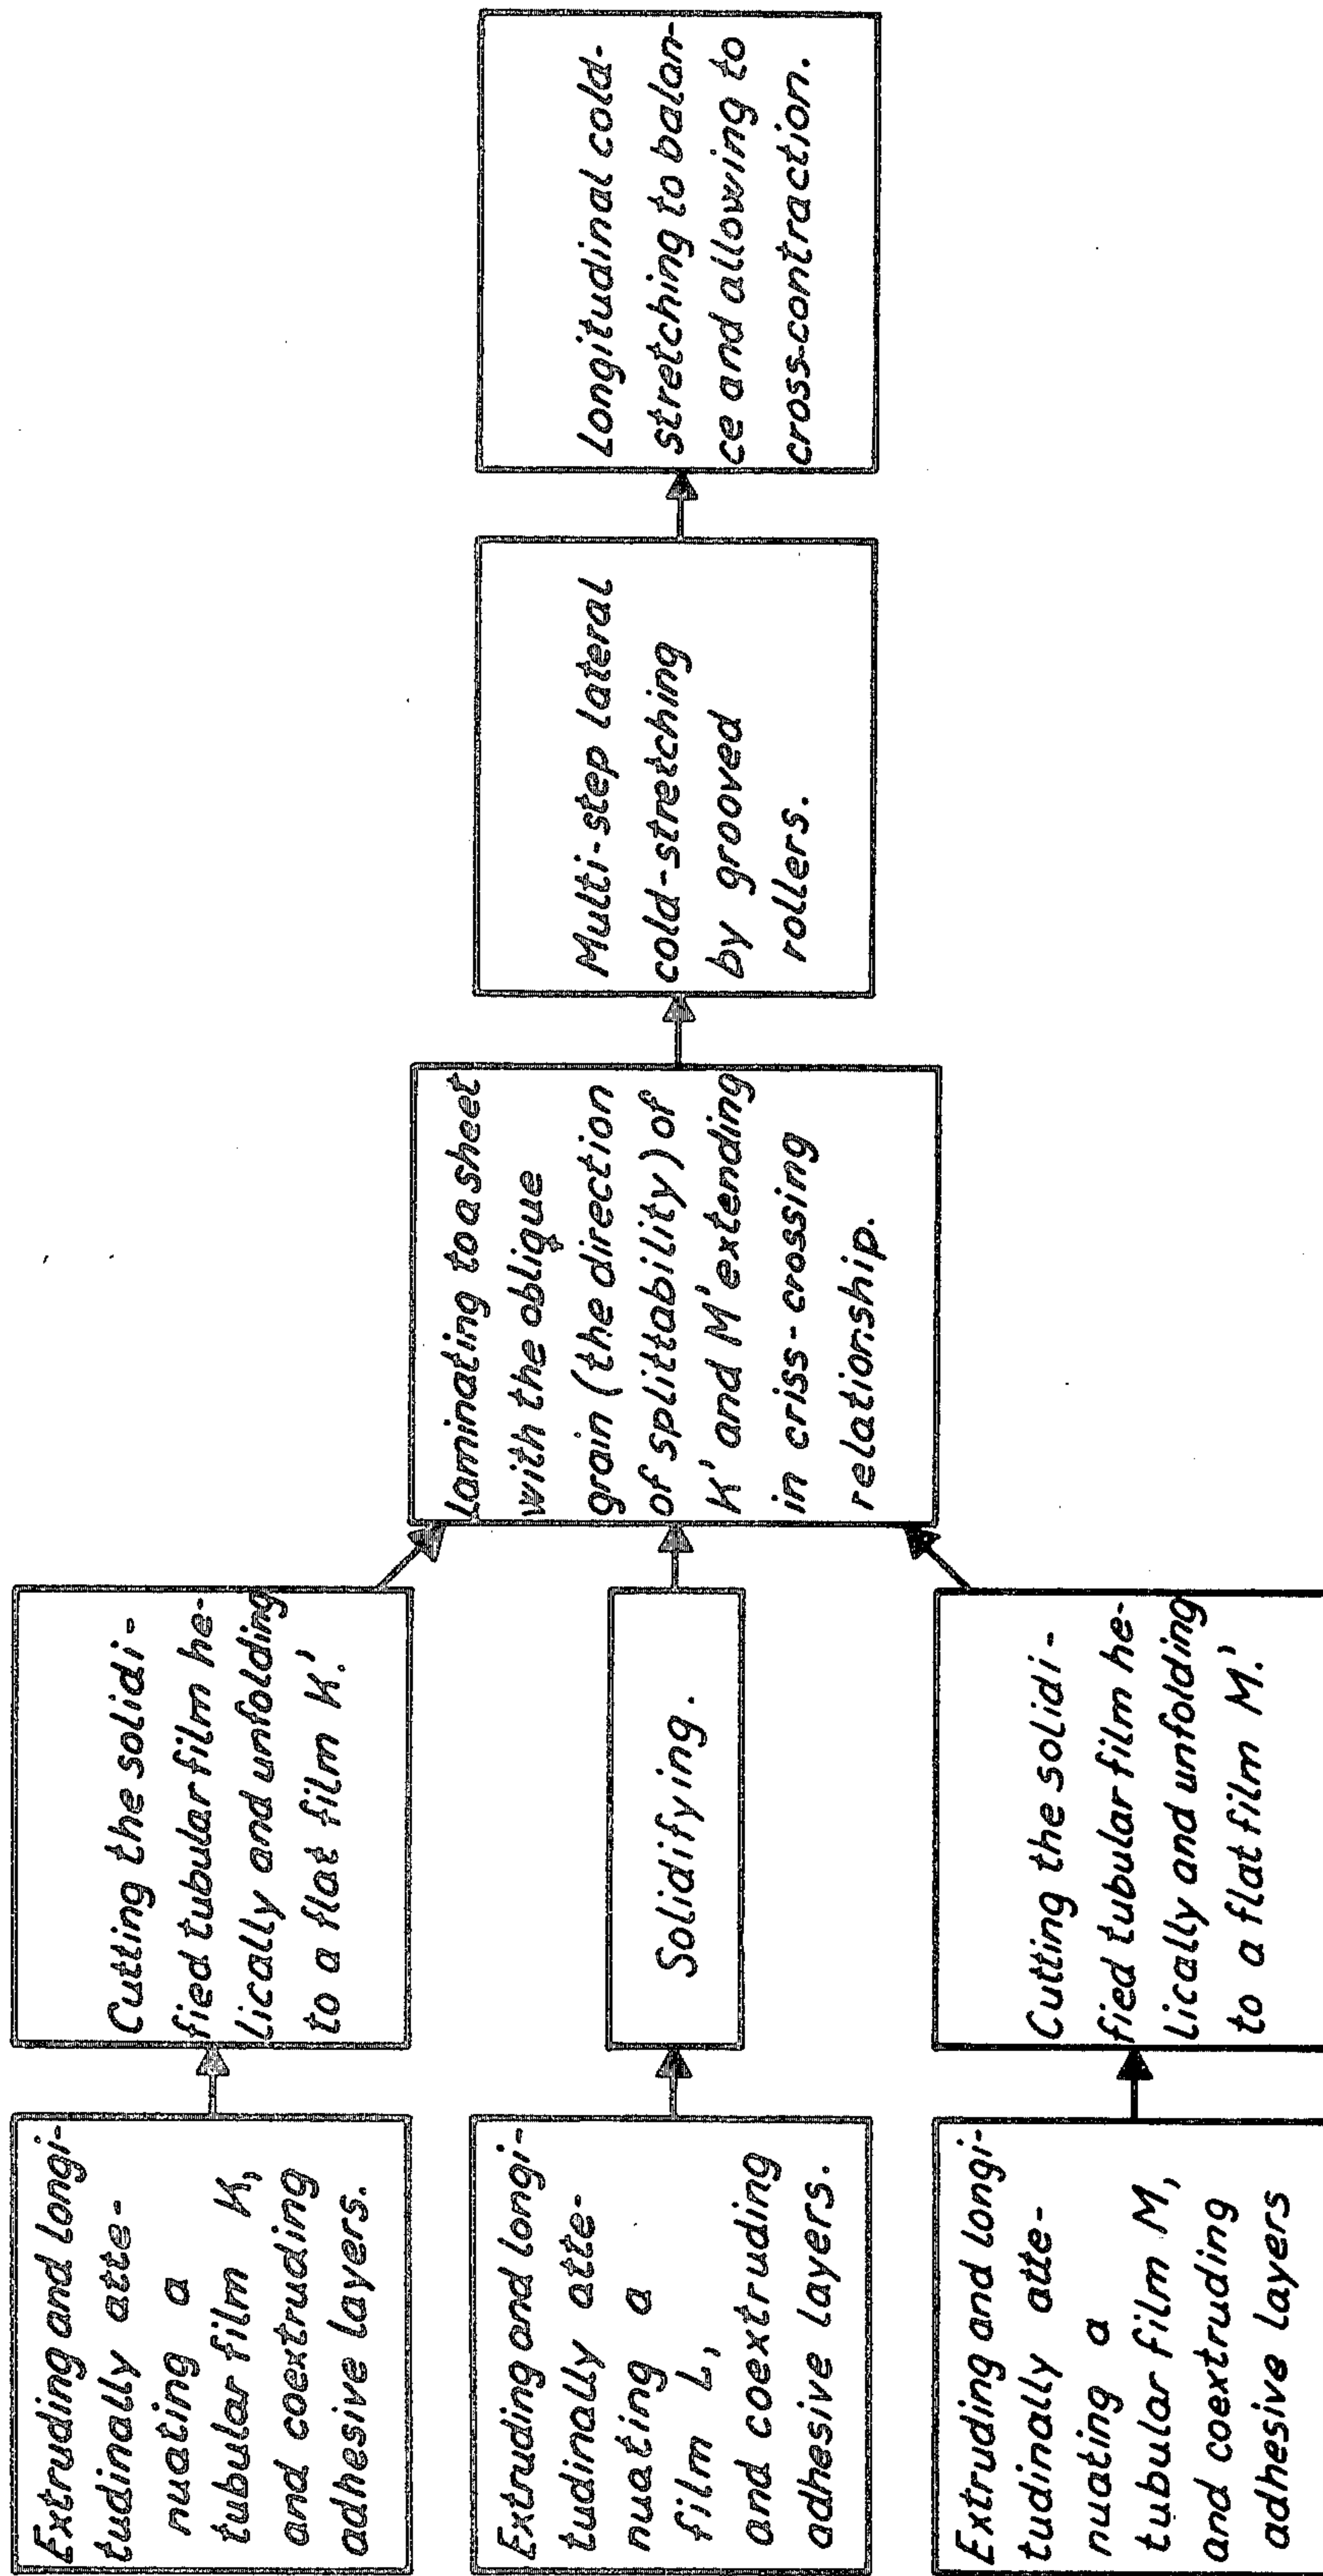 Extruding and longi-
tudinally atte-
nuating a
tubular film K,
and coextruding
adhesive layers.
Cutting the solidi-
fied tubular film he-
lically and unfolding
to a flat film K'.
Extruding and longi-
tudinally atte-
nuating a
film L,
and coextruding
adhesive layers.
Solidifying.
Extruding and longi-
tudinally atte-
nuating a
tubular film M,
and coextruding
adhesive layers
Cutting the solidi-
fied tubular film he-
lically and unfolding
to a flat film M'.
Laminating to a sheet
with the oblique
grain (the direction
of splittability) of
K' and M' extending
in criss-crossing
relationship.
Multi-step lateral
cold-stretching
by grooved
rollers.
Longitudinal cold-
stretching to balan-
ce and allowing to
cross-contraction.